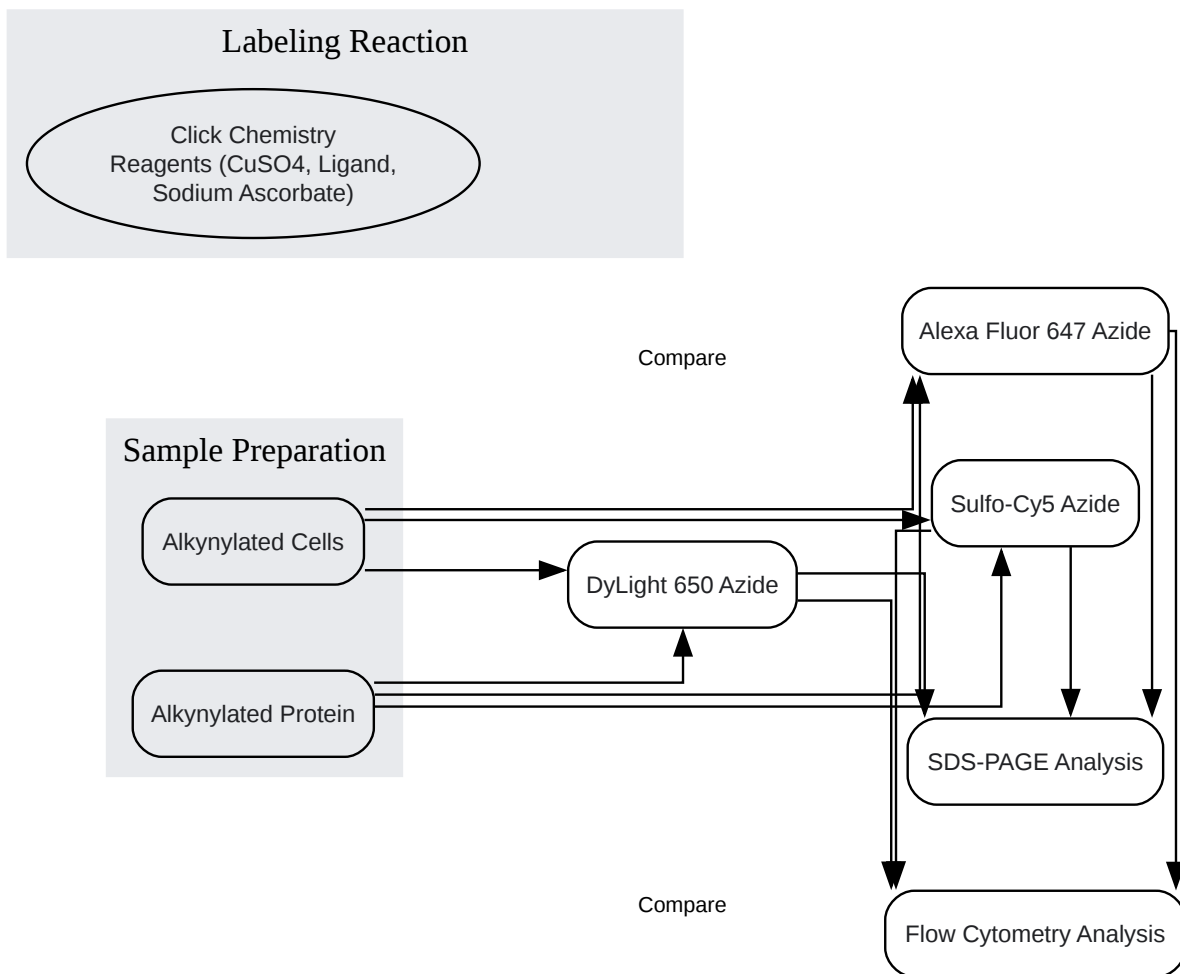 Labeling Reaction
Click Chemistry
Reagents (CuSO4, Ligand,
Sodium Ascorbate)
Alexa Fluor 647 Azide
Compare
Sample Preparation
Alkynylated Cells
Sulfo-Cy5 Azide
DyLight 650 Azide
Alkynylated Protein
SDS-PAGE Analysis
Compare
Flow Cytometry Analysis